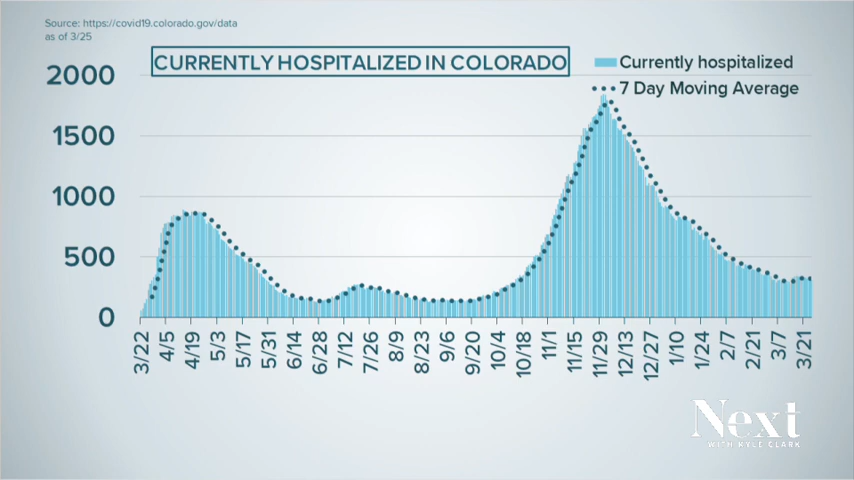 Source: https://covid19.colorado.gov/data
as of 3/25
CURRENTLY HOSPITALIZED IN COLORADO
Currently hospitalized
7 Day Moving Average
2000
1500
1000
500
0
3/22 4/5 4/19 5/3 5/17 5/31 6/14 6/28 7/12 7/26 8/9 8/23 9/6 9/20 10/4 10/18 11/1 11/15 11/29 12/13 12/27 1/10 1/24 2/7 2/21 3/7 3/21
Next
WITH KYLE CLARK